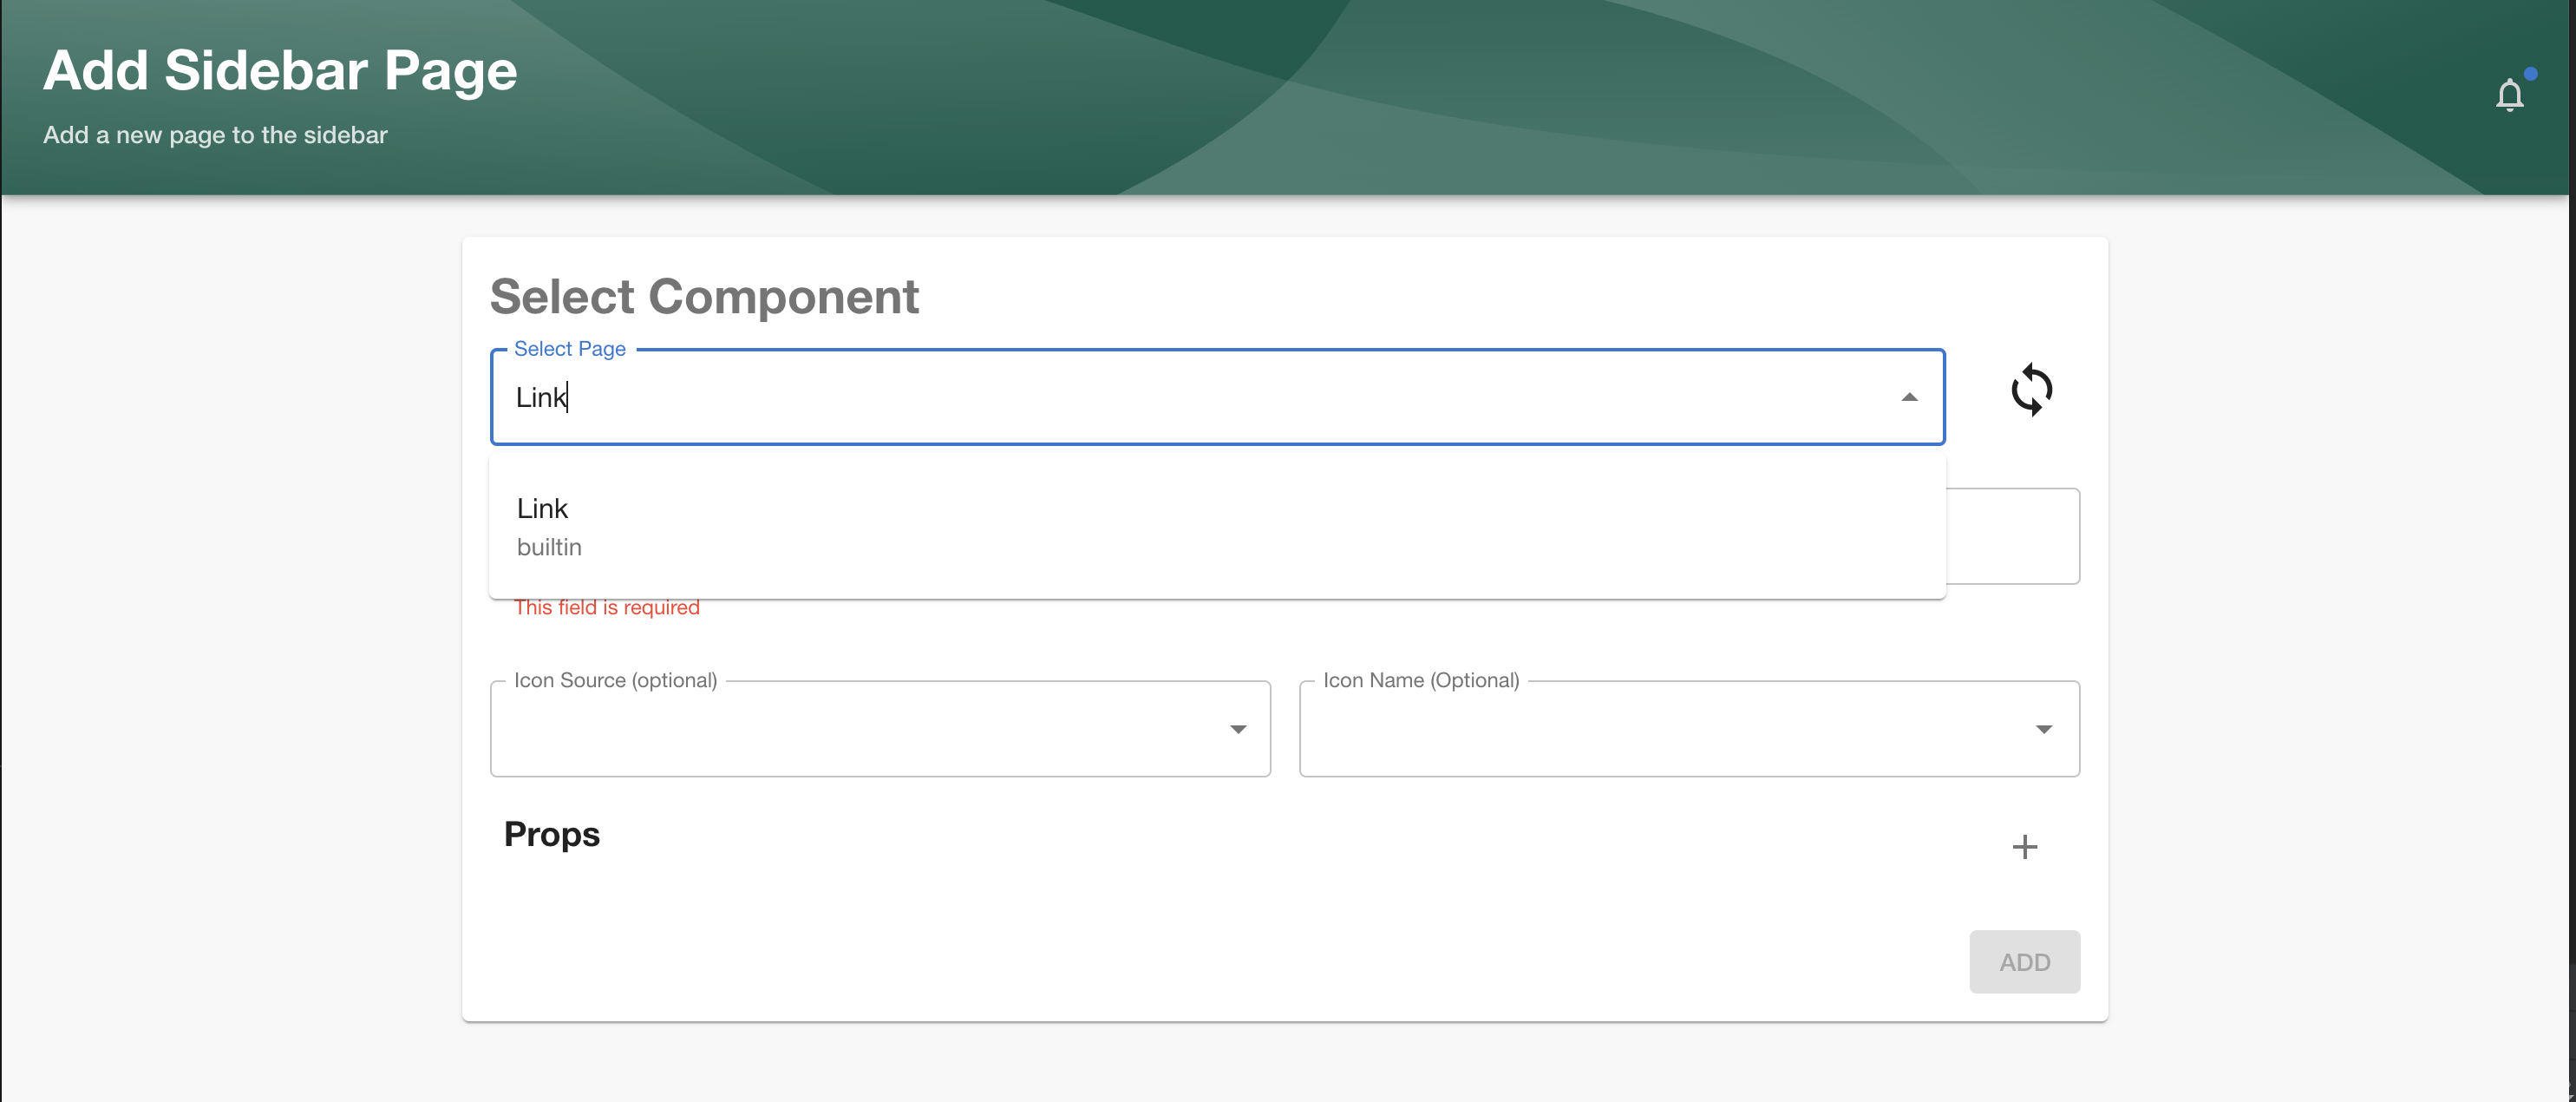 Add Sidebar Page
Add a new page to the sidebar
Select Component
Select Page
Link
Link
builtin
This field is required
Icon Source (optional)
Icon Name (Optional)
Props
ADD